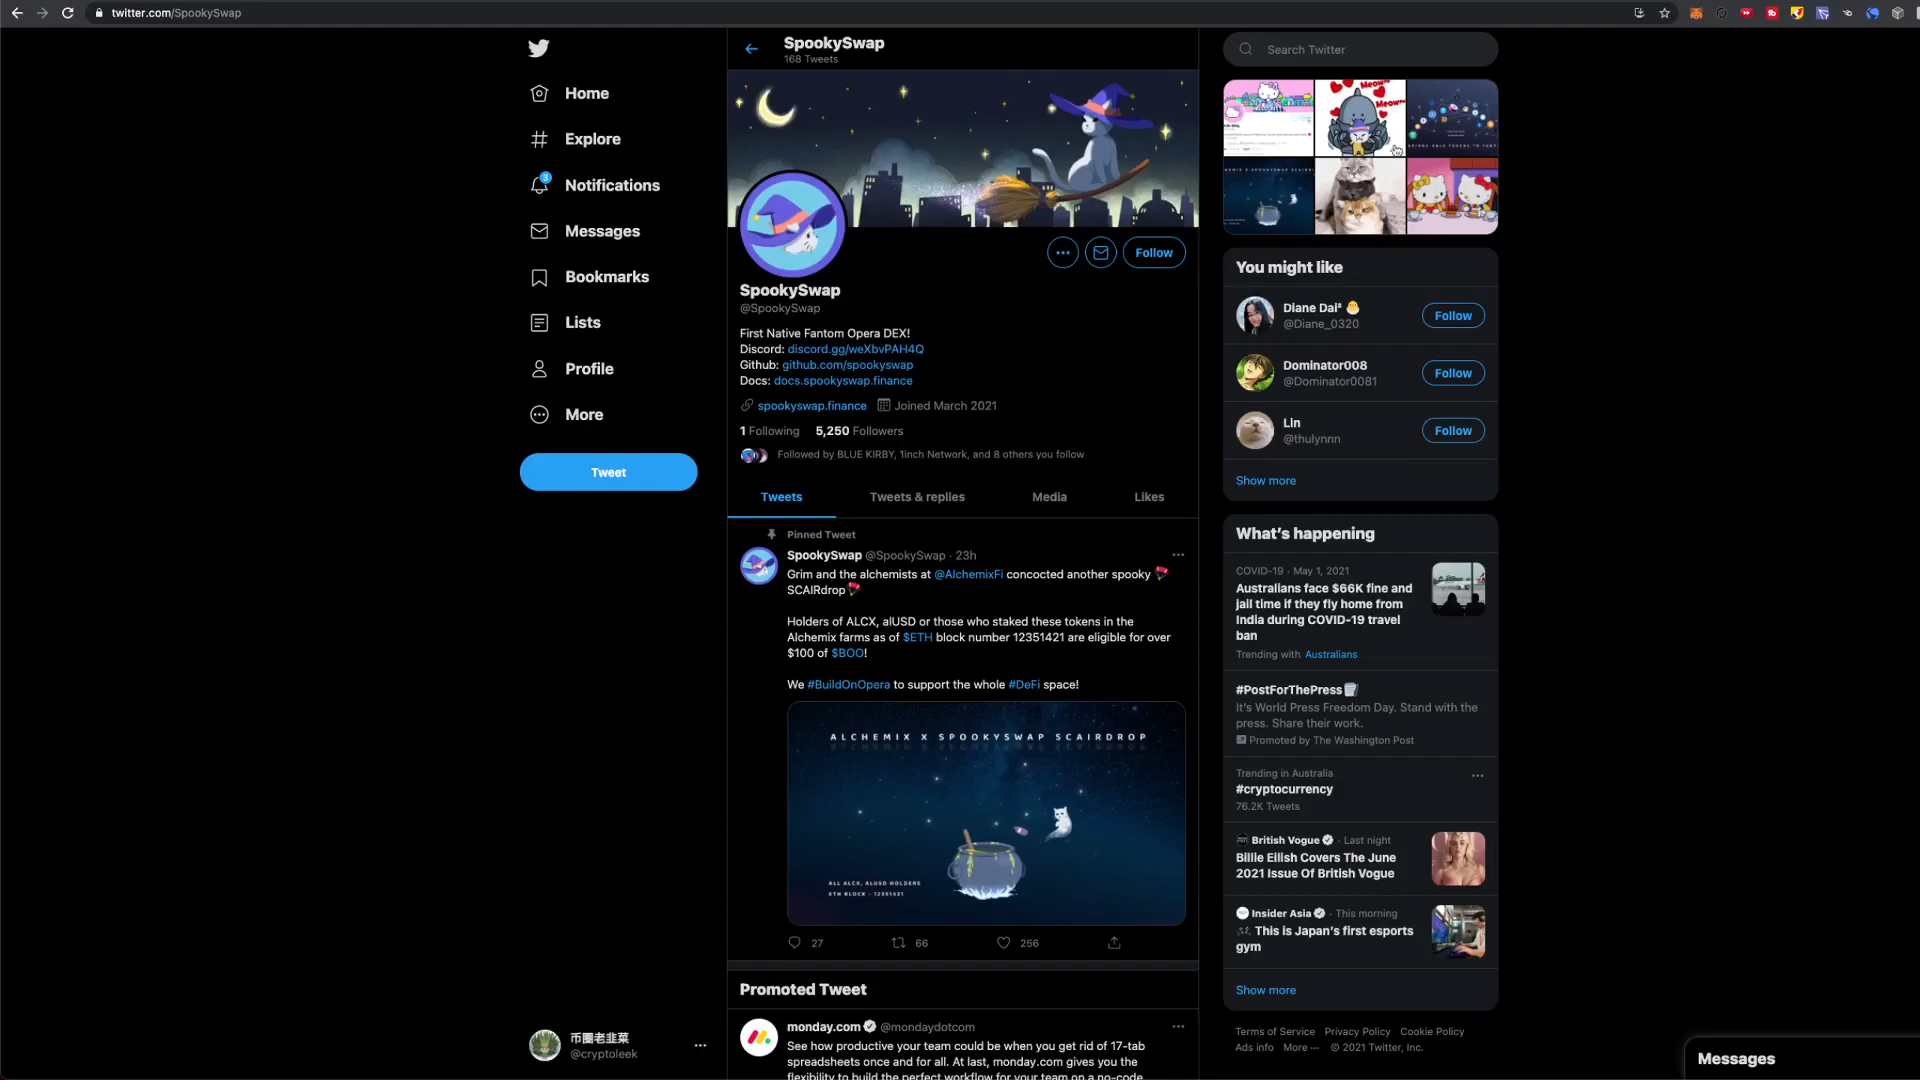 twitter.com/SpookySwap
SpookySwap
168 Tweets
Search Twitter
Home
Explore
3
Notifications
Messages
Bookmarks
Lists
Profile
More
Tweet
Follow
SpookySwap
@SpookySwap
First Native Fantom Opera DEX!
Discord: discord.gg/weXbvPAH4Q
Github: github.com/spookyswap
Docs: docs.spookyswap.finance
spookyswap.finance Joined March 2021
1 Following 5,250 Followers
Followed by BLUE KIRBY, 1inch Network, and 8 others you follow
Tweets Tweets & replies Media Likes
Pinned Tweet
SpookySwap @SpookySwap · 23h
Grim and the alchemists at @AlchemixFi concocted another spooky
SCAIRdrop
Holders of ALCX, alUSD or those who staked these tokens in the
Alchemix farms as of $ETH block number 12351421 are eligible for over
$100 of $BOO!
We #BuildOnOpera to support the whole #DeFi space!
ALCHEMIX X SPOOKYSWAP SCAIRDROP
ALL ALCX, ALUSD HOLDERS
ETH BLOCK - 12351421
27 66 256
Promoted Tweet
monday.com @mondaydotcom
See how productive your team could be when you get rid of 17-tab
spreadsheets once and for all. At last, monday.com gives you the
flexibility to build the perfect workflow for your team on a no-code
Meow
Meow
You might like
Diane Dai²
@Diane_0320
Follow
Dominator008
@Dominator0081
Follow
Lin
@thulynnn
Follow
Show more
What's happening
COVID-19 · May 1, 2021
Australians face $66K fine and
jail time if they fly home from
India during COVID-19 travel
ban
Trending with Australians
#PostForThePress
It's World Press Freedom Day. Stand with the
press. Share their work.
Promoted by The Washington Post
Trending in Australia
#cryptocurrency
76.2K Tweets
British Vogue · Last night
Billie Eilish Covers The June
2021 Issue Of British Vogue
Insider Asia · This morning
This is Japan's first esports
gym
Show more
Terms of Service Privacy Policy Cookie Policy
Ads info More ··· © 2021 Twitter, Inc.
币圈老韭菜
@cryptoleek
Messages